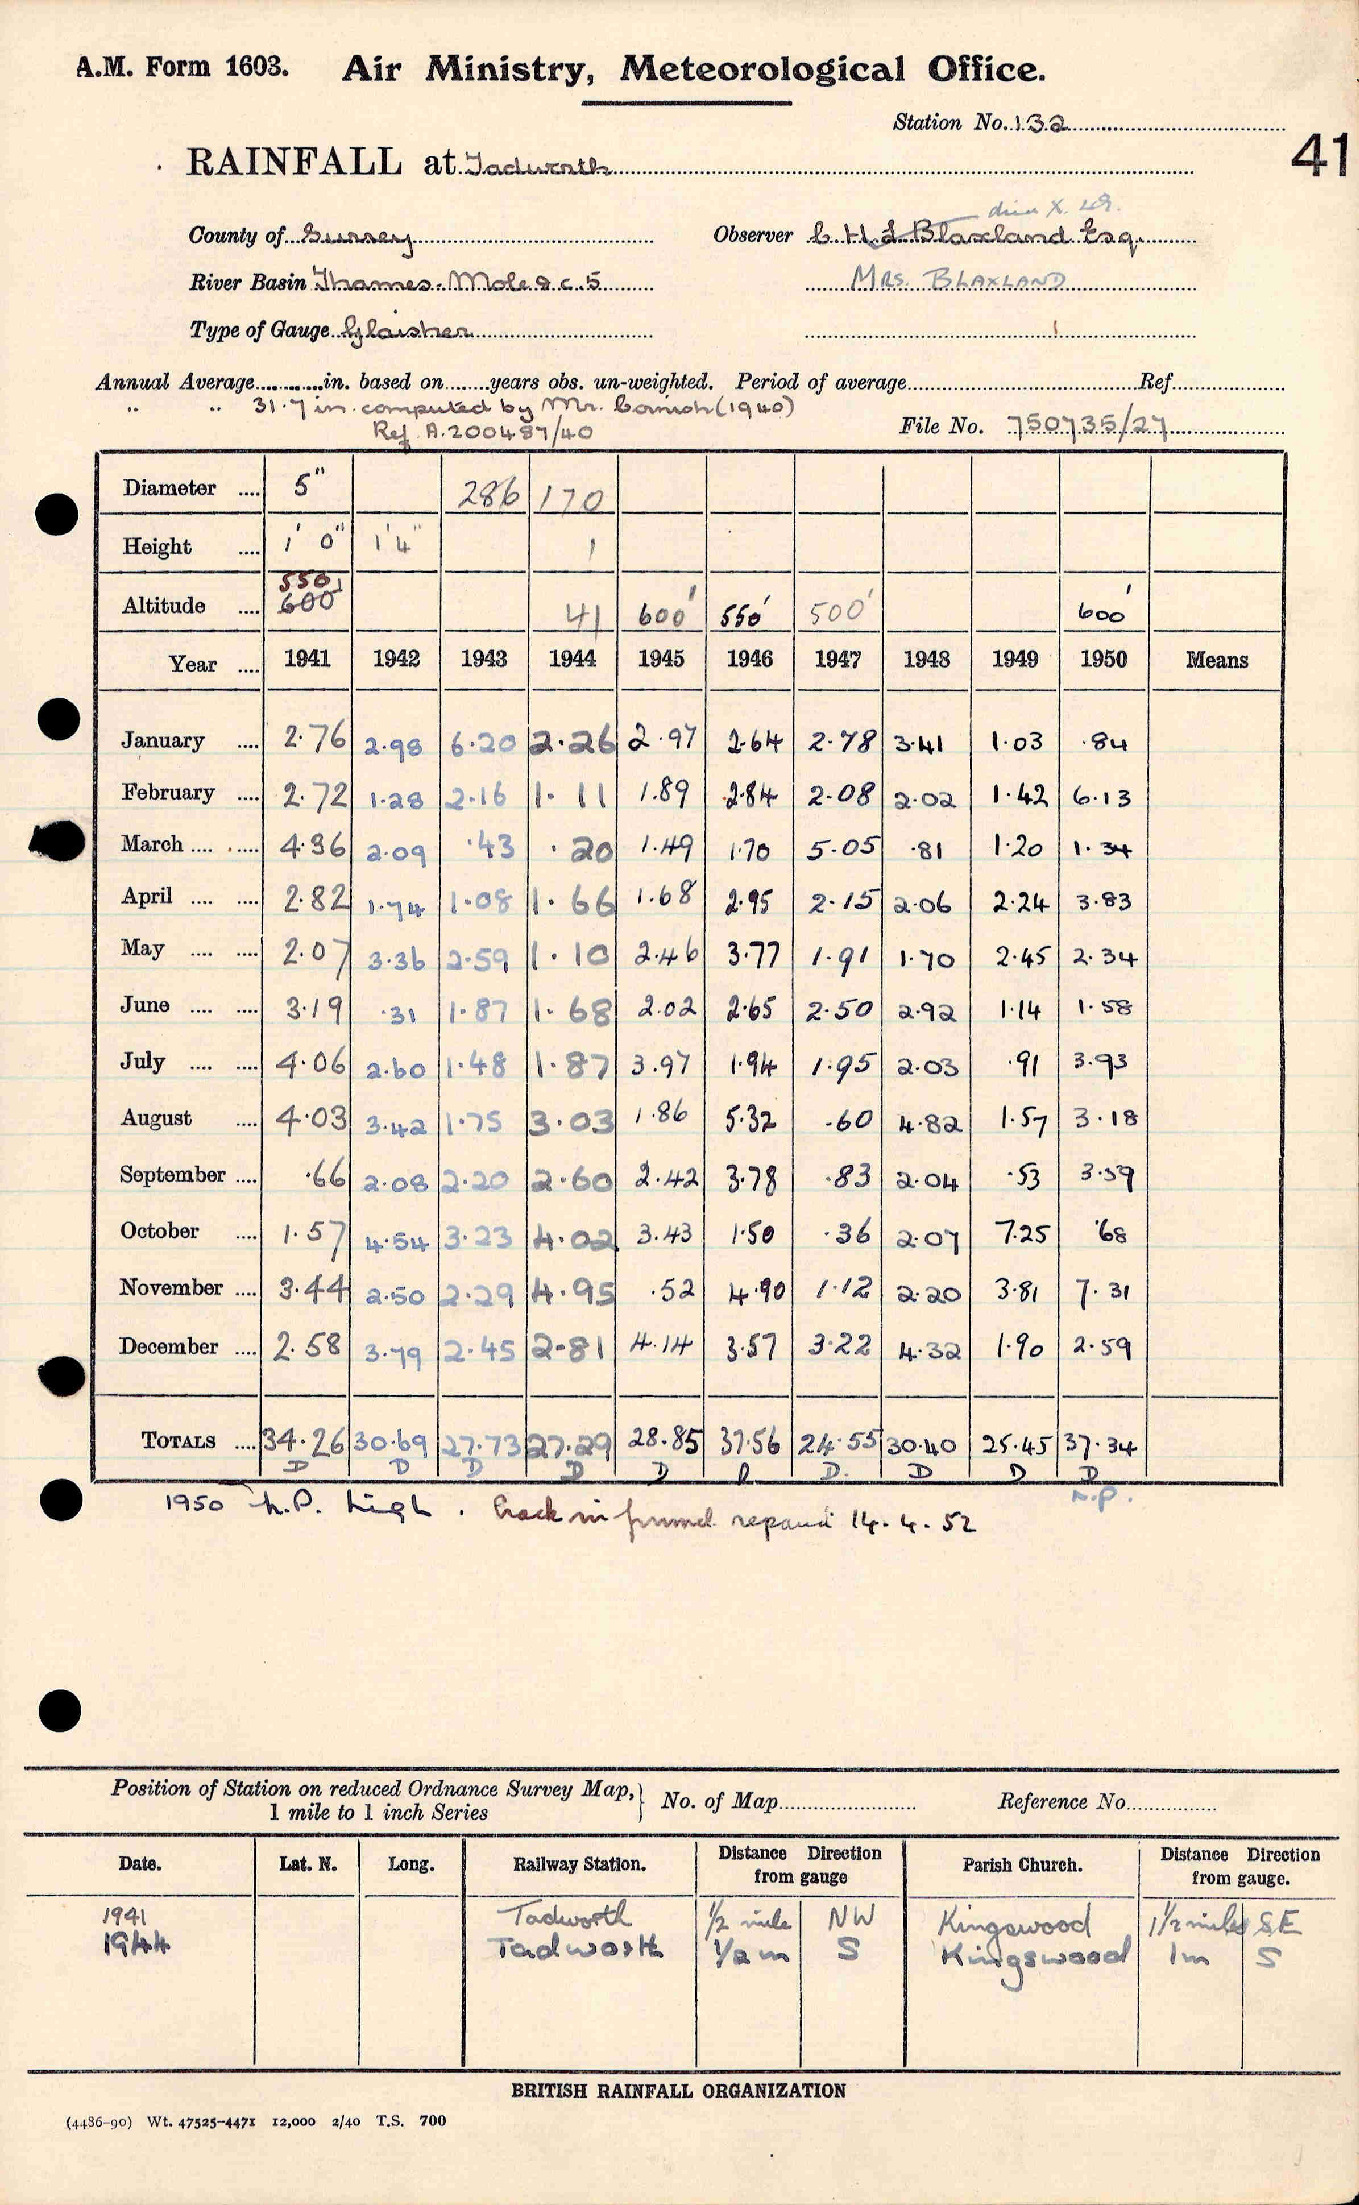 A.M. Form 1603. Air Ministry, Meteorological Office.
Station No. 132
41
RAINFALL at Tadworth
died X. 49.
County of Surrey Observer C. H. L. Blaxland Esq.
River Basin Thames. Mole & c. 5 MRS. BLAXLAND
Type of Gauge Glaisher 1
Annual Average............in. based on........years obs. un-weighted. Period of average.................Ref.................
" " 31.7 in. computed by Mr. Cornish (1940)
Ref A.200487/40 File No. 750735/27
Diameter .... 5" 286 170
Height .... 1' 0" 1'4" 1
550
Altitude .... 600 41 600' 550' 500' 600'
Year .... 1941 1942 1943 1944 1945 1946 1947 1948 1949 1950 Means
January .... 2.76 2.98 6.20 2.26 2.97 2.64 2.78 3.41 1.03 .84
February .... 2.72 1.28 2.16 1.11 1.89 2.84 2.08 2.02 1.42 6.13
March .... .... 4.36 2.09 .43 .20 1.49 1.70 5.05 .81 1.20 1.34
April .... .... 2.82 1.74 1.08 1.66 1.68 2.95 2.15 2.06 2.24 3.83
May .... .... 2.07 3.36 2.59 1.10 2.46 3.77 1.91 1.70 2.45 2.34
June .... .... 3.19 .31 1.87 1.68 2.02 2.65 2.50 2.92 1.14 1.58
July .... .... 4.06 2.60 1.48 1.87 3.97 1.94 1.95 2.03 .91 3.93
August .... 4.03 3.42 1.75 3.03 1.86 5.32 .60 4.82 1.57 3.18
September .... .66 2.08 2.20 2.60 2.42 3.78 .83 2.04 .53 3.59
October .... 1.57 4.54 3.23 4.02 3.43 1.50 .36 2.07 7.25 .68
November .... 3.44 2.50 2.29 4.95 .52 4.90 1.12 2.20 3.81 7.31
December .... 2.58 3.79 2.45 2.81 4.14 3.57 3.22 4.32 1.90 2.59
TOTALS .... 34.26 30.69 27.73 27.29 28.85 37.56 24.55 30.40 25.45 37.34
D D D D D D D. D D D
n.p.
1950 N.P. high. Crack in funnel repaired 14.4.52
Position of Station on reduced Ordnance Survey Map, } No. of Map........................ Reference No................
1 mile to 1 inch Series
Date. Lat. N. Long. Railway Station. Distance Direction from gauge Parish Church. Distance Direction from gauge.
1941 Tadworth 1/2 mile NW Kingswood 1 1/2 miles SE
1944 Tadworth 1/2 m S Kingswood 1m S
BRITISH RAINFALL ORGANIZATION
(4486-90) Wt. 47525-4471 12,000 2/40 T.S. 700